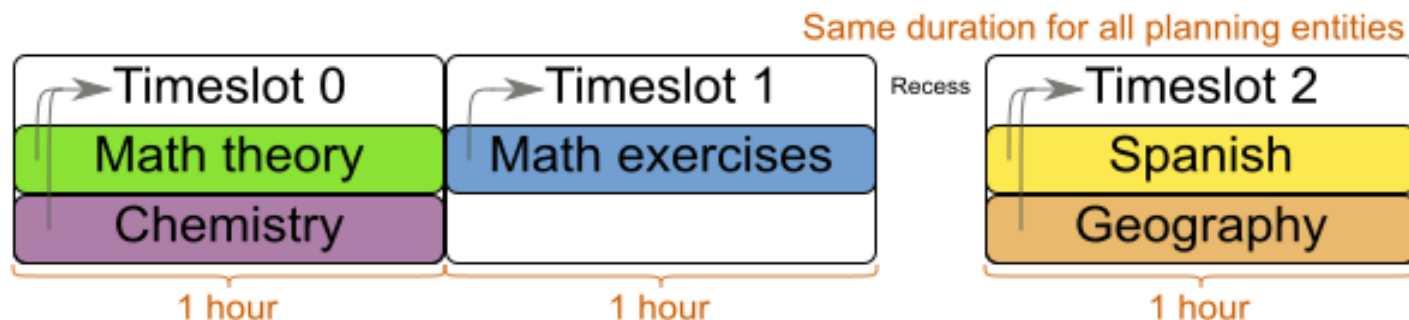 Same duration for all planning entities
Timeslot 0
Timeslot 1
Recess
Timeslot 2
Math theory
Math exercises
Spanish
Chemistry
Geography
1 hour
1 hour
1 hour